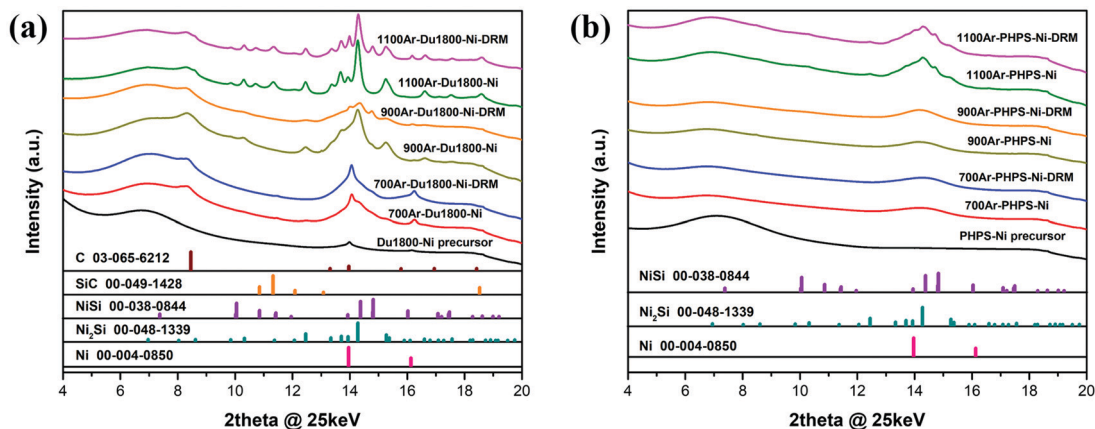 (a)
1100Ar-Du1800-Ni-DRM
1100Ar-Du1800-Ni
900Ar-Du1800-Ni-DRM
900Ar-Du1800-Ni
700Ar-Du1800-Ni-DRM
700Ar-Du1800-Ni
Du1800-Ni precursor
C 03-065-6212
SiC 00-049-1428
NiSi 00-038-0844
Ni₂Si 00-048-1339
Ni 00-004-0850
Intensity (a.u.)
4 6 8 10 12 14 16 18 20
2theta @ 25keV
(b)
1100Ar-PHPS-Ni-DRM
1100Ar-PHPS-Ni
900Ar-PHPS-Ni-DRM
900Ar-PHPS-Ni
700Ar-PHPS-Ni-DRM
700Ar-PHPS-Ni
PHPS-Ni precursor
NiSi 00-038-0844
Ni₂Si 00-048-1339
Ni 00-004-0850
Intensity (a.u.)
4 6 8 10 12 14 16 18 20
2theta @ 25keV